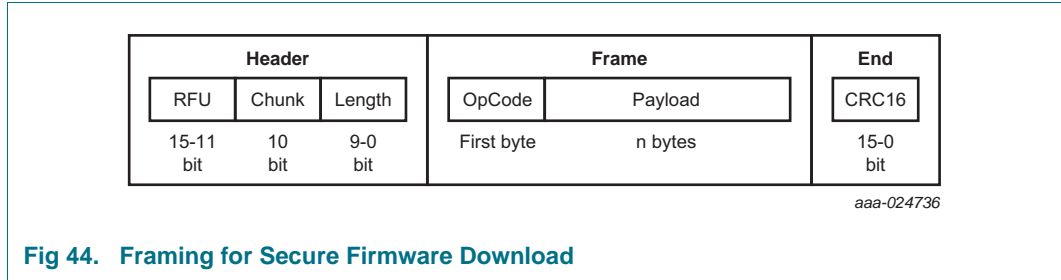 Header Frame End
RFU Chunk Length OpCode Payload CRC16
15-11 10 9-0 First byte n bytes 15-0
bit bit bit bit
aaa-024736
Fig 44. Framing for Secure Firmware Download